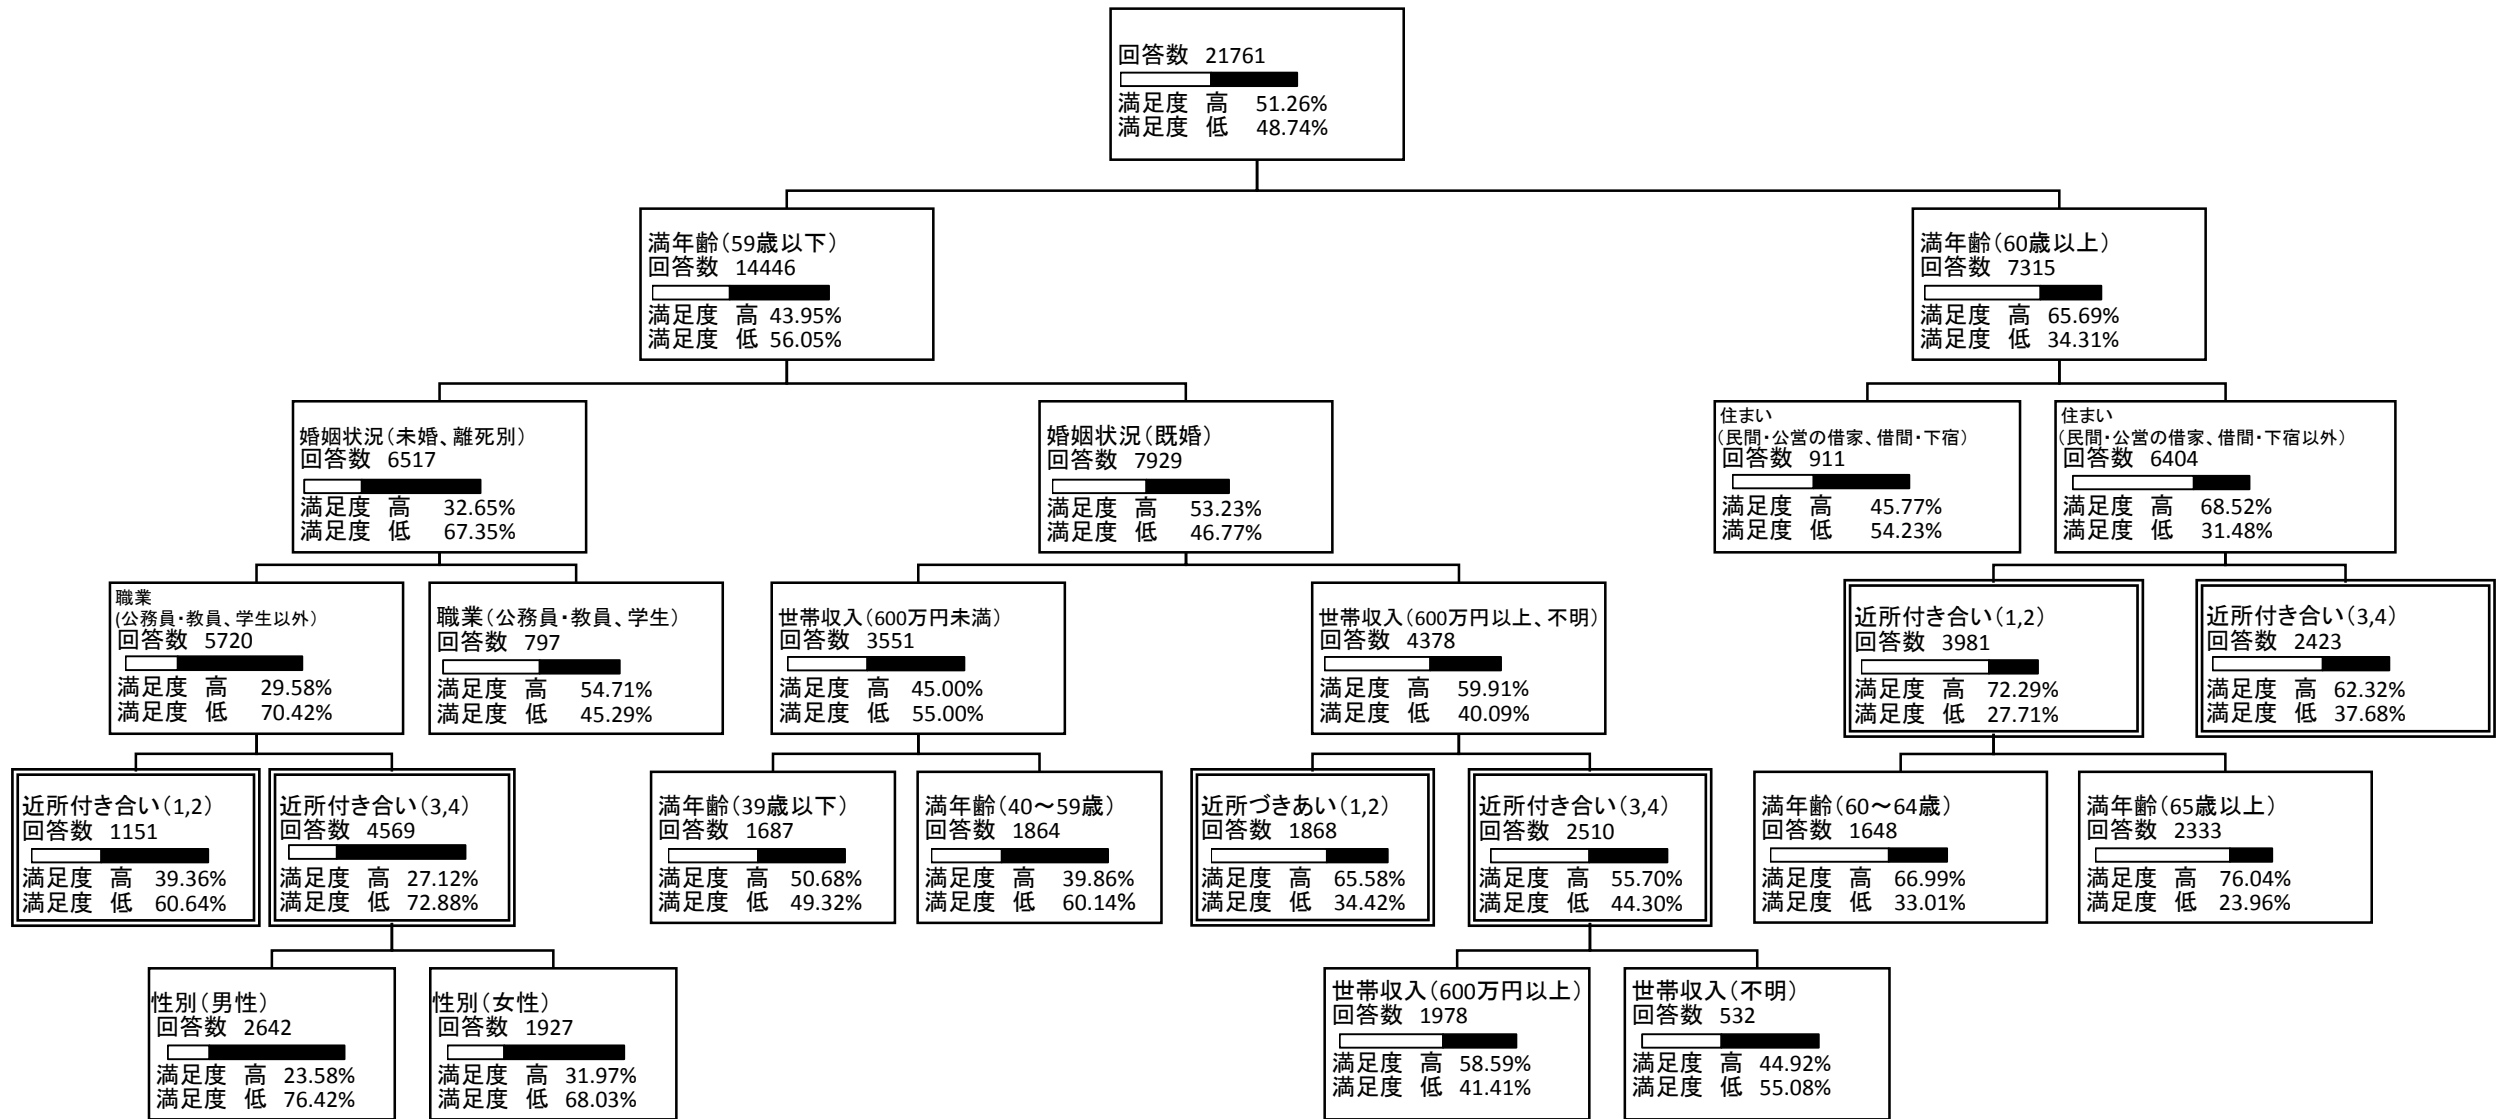 回答数 21761
満足度 高 51.26%
満足度 低 48.74%
満年齢(59歳以下)
回答数 14446
満足度 高 43.95%
満足度 低 56.05%
満年齢(60歳以上)
回答数 7315
満足度 高 65.69%
満足度 低 34.31%
婚姻状況(未婚、離死別)
回答数 6517
満足度 高 32.65%
満足度 低 67.35%
婚姻状況(既婚)
回答数 7929
満足度 高 53.23%
満足度 低 46.77%
住まい
(民間・公営の借家、借間・下宿)
回答数 911
満足度 高 45.77%
満足度 低 54.23%
住まい
(民間・公営の借家、借間・下宿以外)
回答数 6404
満足度 高 68.52%
満足度 低 31.48%
職業
(公務員・教員、学生以外)
回答数 5720
満足度 高 29.58%
満足度 低 70.42%
職業(公務員・教員、学生)
回答数 797
満足度 高 54.71%
満足度 低 45.29%
世帯収入(600万円未満)
回答数 3551
満足度 高 45.00%
満足度 低 55.00%
世帯収入(600万円以上、不明)
回答数 4378
満足度 高 59.91%
満足度 低 40.09%
近所付き合い(1,2)
回答数 3981
満足度 高 72.29%
満足度 低 27.71%
近所付き合い(3,4)
回答数 2423
満足度 高 62.32%
満足度 低 37.68%
近所付き合い(1,2)
回答数 1151
満足度 高 39.36%
満足度 低 60.64%
近所付き合い(3,4)
回答数 4569
満足度 高 27.12%
満足度 低 72.88%
満年齢(39歳以下)
回答数 1687
満足度 高 50.68%
満足度 低 49.32%
満年齢(40~59歳)
回答数 1864
満足度 高 39.86%
満足度 低 60.14%
近所づきあい(1,2)
回答数 1868
満足度 高 65.58%
満足度 低 34.42%
近所付き合い(3,4)
回答数 2510
満足度 高 55.70%
満足度 低 44.30%
満年齢(60~64歳)
回答数 1648
満足度 高 66.99%
満足度 低 33.01%
満年齢(65歳以上)
回答数 2333
満足度 高 76.04%
満足度 低 23.96%
性別(男性)
回答数 2642
満足度 高 23.58%
満足度 低 76.42%
性別(女性)
回答数 1927
満足度 高 31.97%
満足度 低 68.03%
世帯収入(600万円以上)
回答数 1978
満足度 高 58.59%
満足度 低 41.41%
世帯収入(不明)
回答数 532
満足度 高 44.92%
満足度 低 55.08%